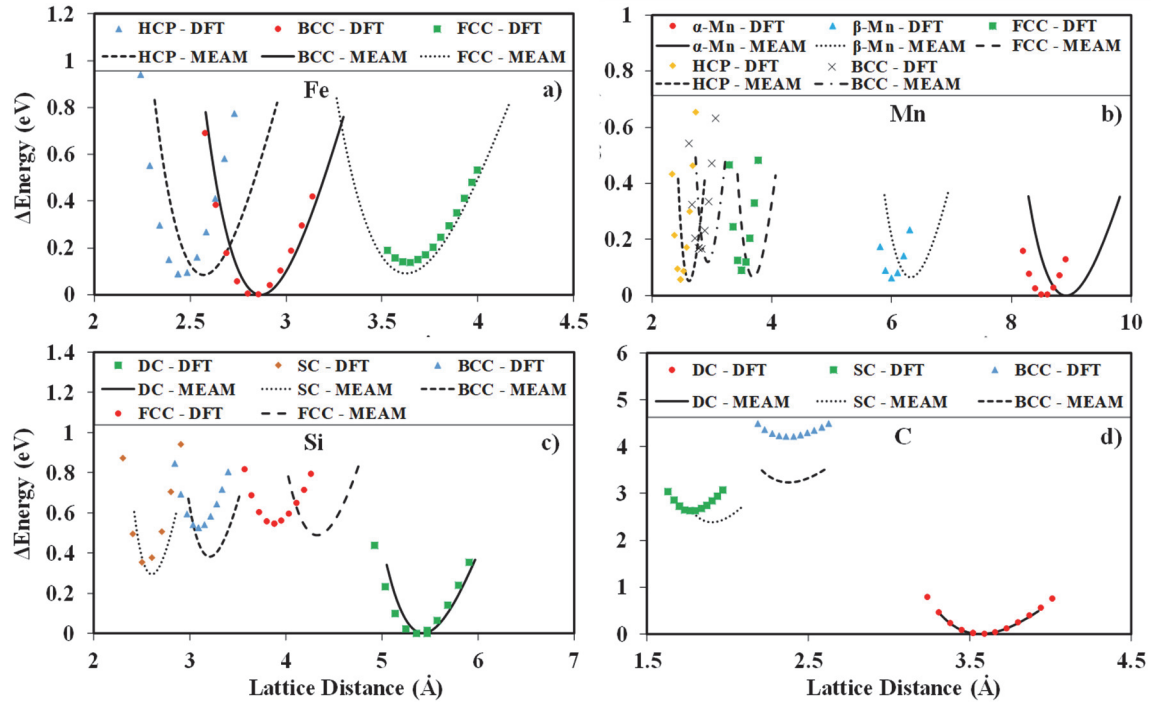 HCP - DFT BCC - DFT FCC - DFT
HCP - MEAM BCC - MEAM FCC - MEAM
Fe a)
ΔEnergy (eV)
1.2
1
0.8
0.6
0.4
0.2
0
2 2.5 3 3.5 4 4.5
α-Mn - DFT β-Mn - DFT FCC - DFT
α-Mn - MEAM β-Mn - MEAM FCC - MEAM
HCP - DFT BCC - DFT
HCP - MEAM BCC - MEAM
Mn b)
1
0.8
0.6
0.4
0.2
0
2 4 6 8 10
DC - DFT SC - DFT BCC - DFT
DC - MEAM SC - MEAM BCC - MEAM
FCC - DFT FCC - MEAM
Si c)
ΔEnergy (eV)
1.4
1.2
1
0.8
0.6
0.4
0.2
0
2 3 4 5 6 7
Lattice Distance (Å)
DC - DFT SC - DFT BCC - DFT
DC - MEAM SC - MEAM BCC - MEAM
C d)
6
5
4
3
2
1
0
1.5 2.5 3.5 4.5
Lattice Distance (Å)